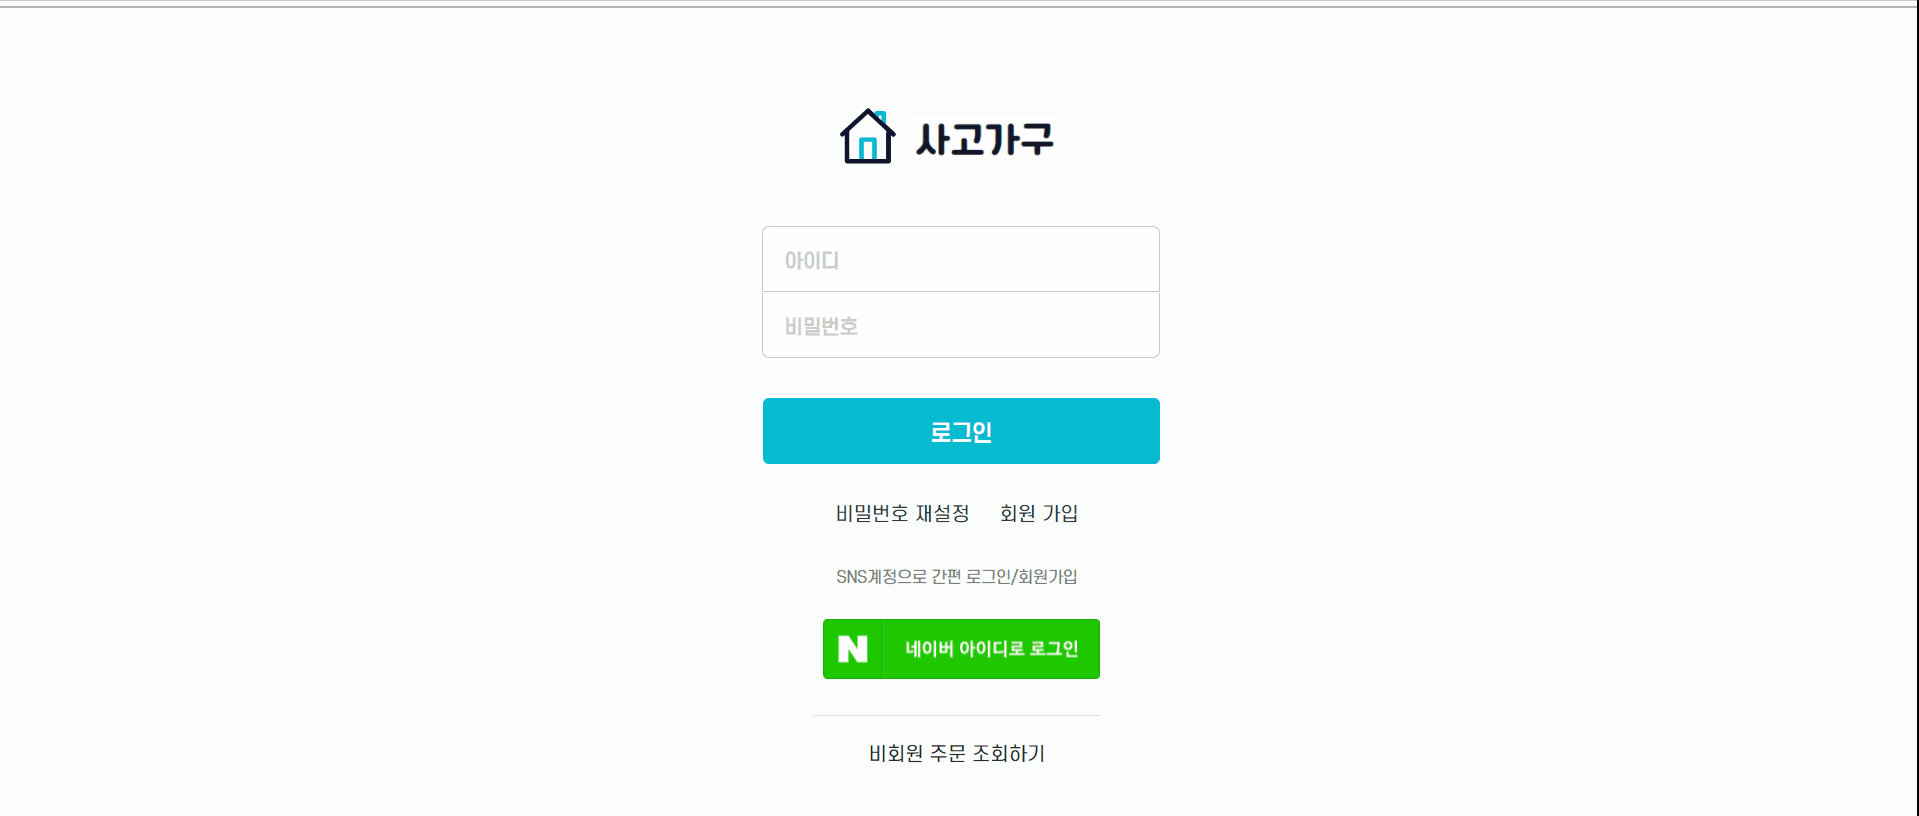 사고가구
아이디
비밀번호
로그인
비밀번호 재설정 회원 가입
SNS계정으로 간편 로그인/회원가입
N 네이버 아이디로 로그인
비회원 주문 조회하기